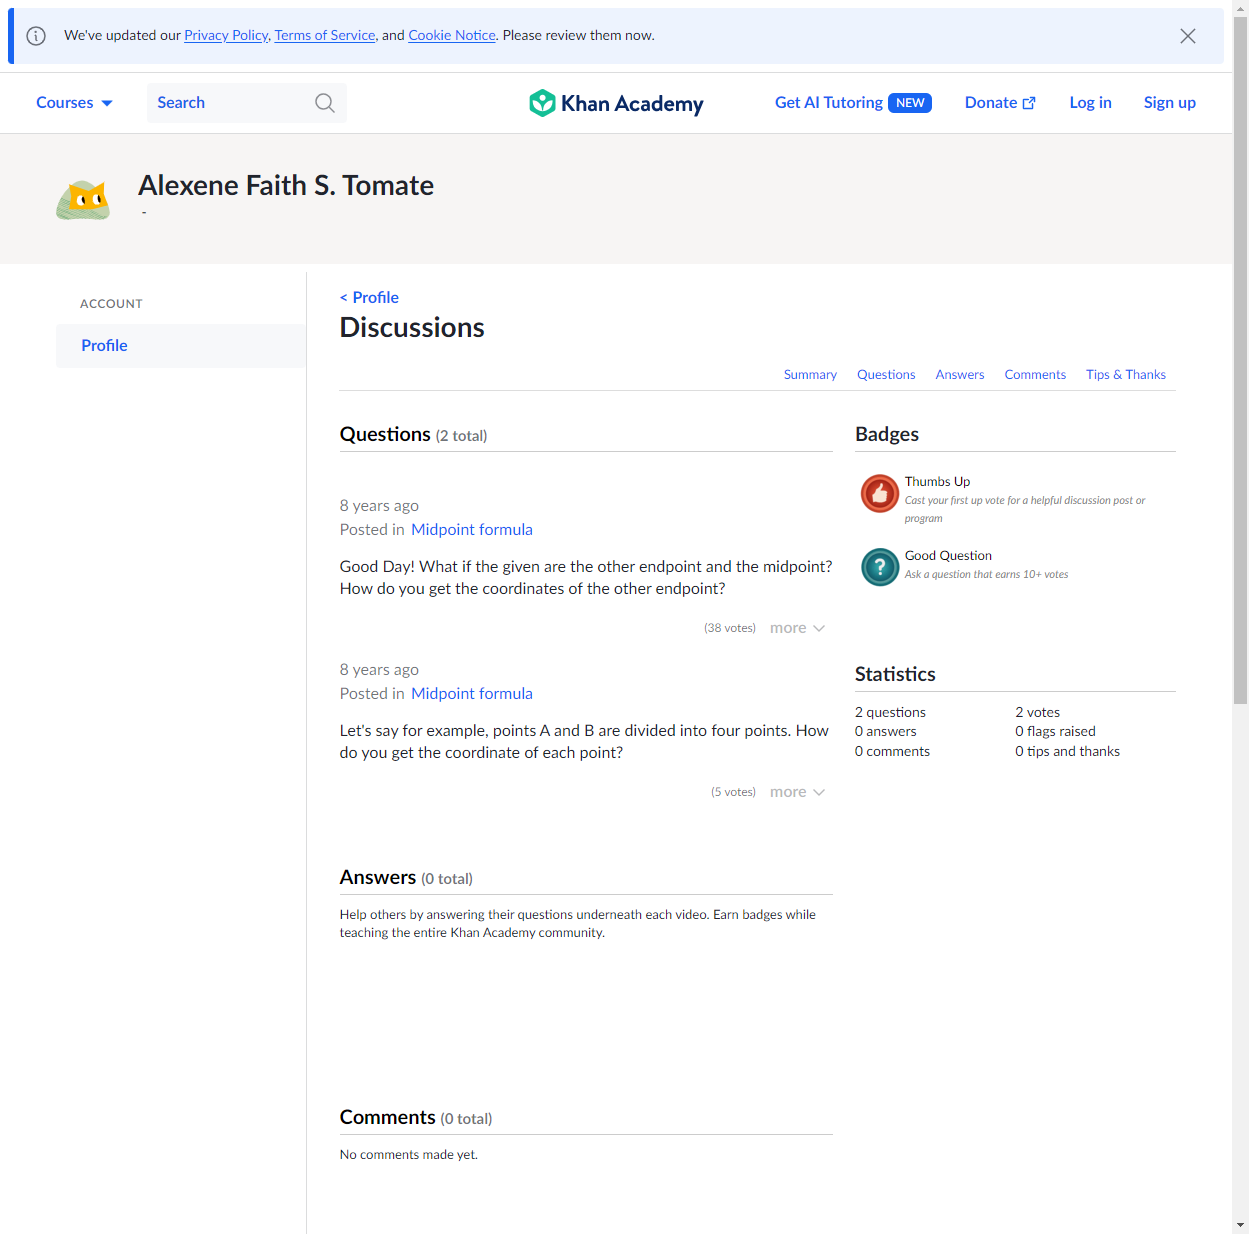 We've updated our Privacy Policy, Terms of Service, and Cookie Notice. Please review them now.
Courses
Search
Khan Academy
Get AI Tutoring NEW
Donate
Log in
Sign up
Alexene Faith S. Tomate
-
ACCOUNT
Profile
< Profile
Discussions
Summary
Questions
Answers
Comments
Tips & Thanks
Questions (2 total)
8 years ago
Posted in Midpoint formula
Good Day! What if the given are the other endpoint and the midpoint?
How do you get the coordinates of the other endpoint?
(38 votes)
more
8 years ago
Posted in Midpoint formula
Let's say for example, points A and B are divided into four points. How
do you get the coordinate of each point?
(5 votes)
more
Answers (0 total)
Help others by answering their questions underneath each video. Earn badges while
teaching the entire Khan Academy community.
Comments (0 total)
No comments made yet.
Badges
Thumbs Up
Cast your first up vote for a helpful discussion post or
program
Good Question
Ask a question that earns 10+ votes
Statistics
2 questions
2 votes
0 answers
0 flags raised
0 comments
0 tips and thanks